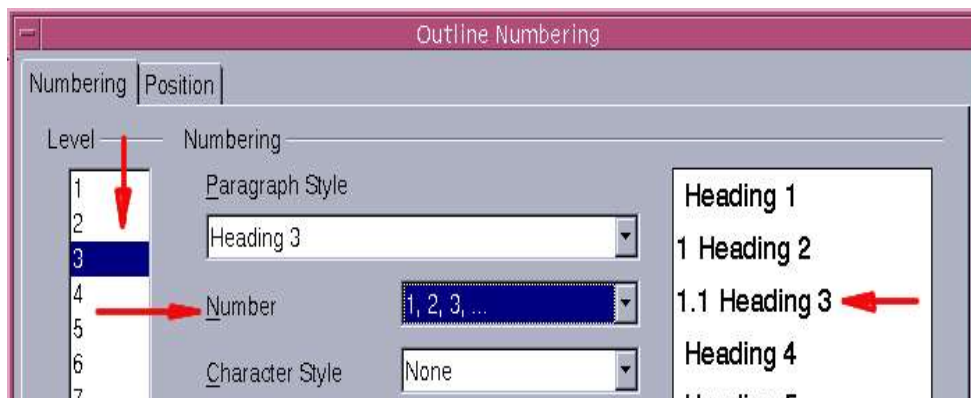 Outline Numbering
Numbering Position
Level Numbering
1
2
3
4
5
6
7
Paragraph Style
Heading 3
Number 1, 2, 3, ...
Character Style None
Heading 1
1 Heading 2
1.1 Heading 3
Heading 4